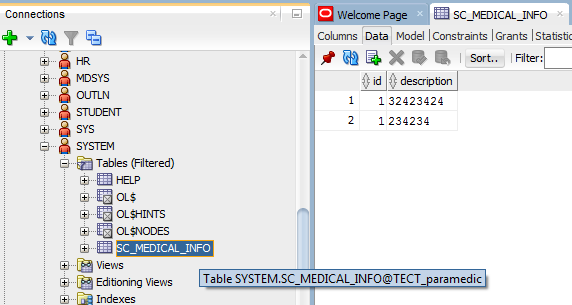 Connections
HR
MDSYS
OUTLN
STUDENT
SYS
SYSTEM
Tables (Filtered)
HELP
OL$
OL$HINTS
OL$NODES
SC_MEDICAL_INFO
Views
Editioning Views
Indexes
Table SYSTEM.SC_MEDICAL_INFO@TECT_paramedic
Welcome Page
SC_MEDICAL_INFO
Columns Data Model Constraints Grants Statistic
Sort.. Filter:
id description
1 1 32423424
2 1 234234